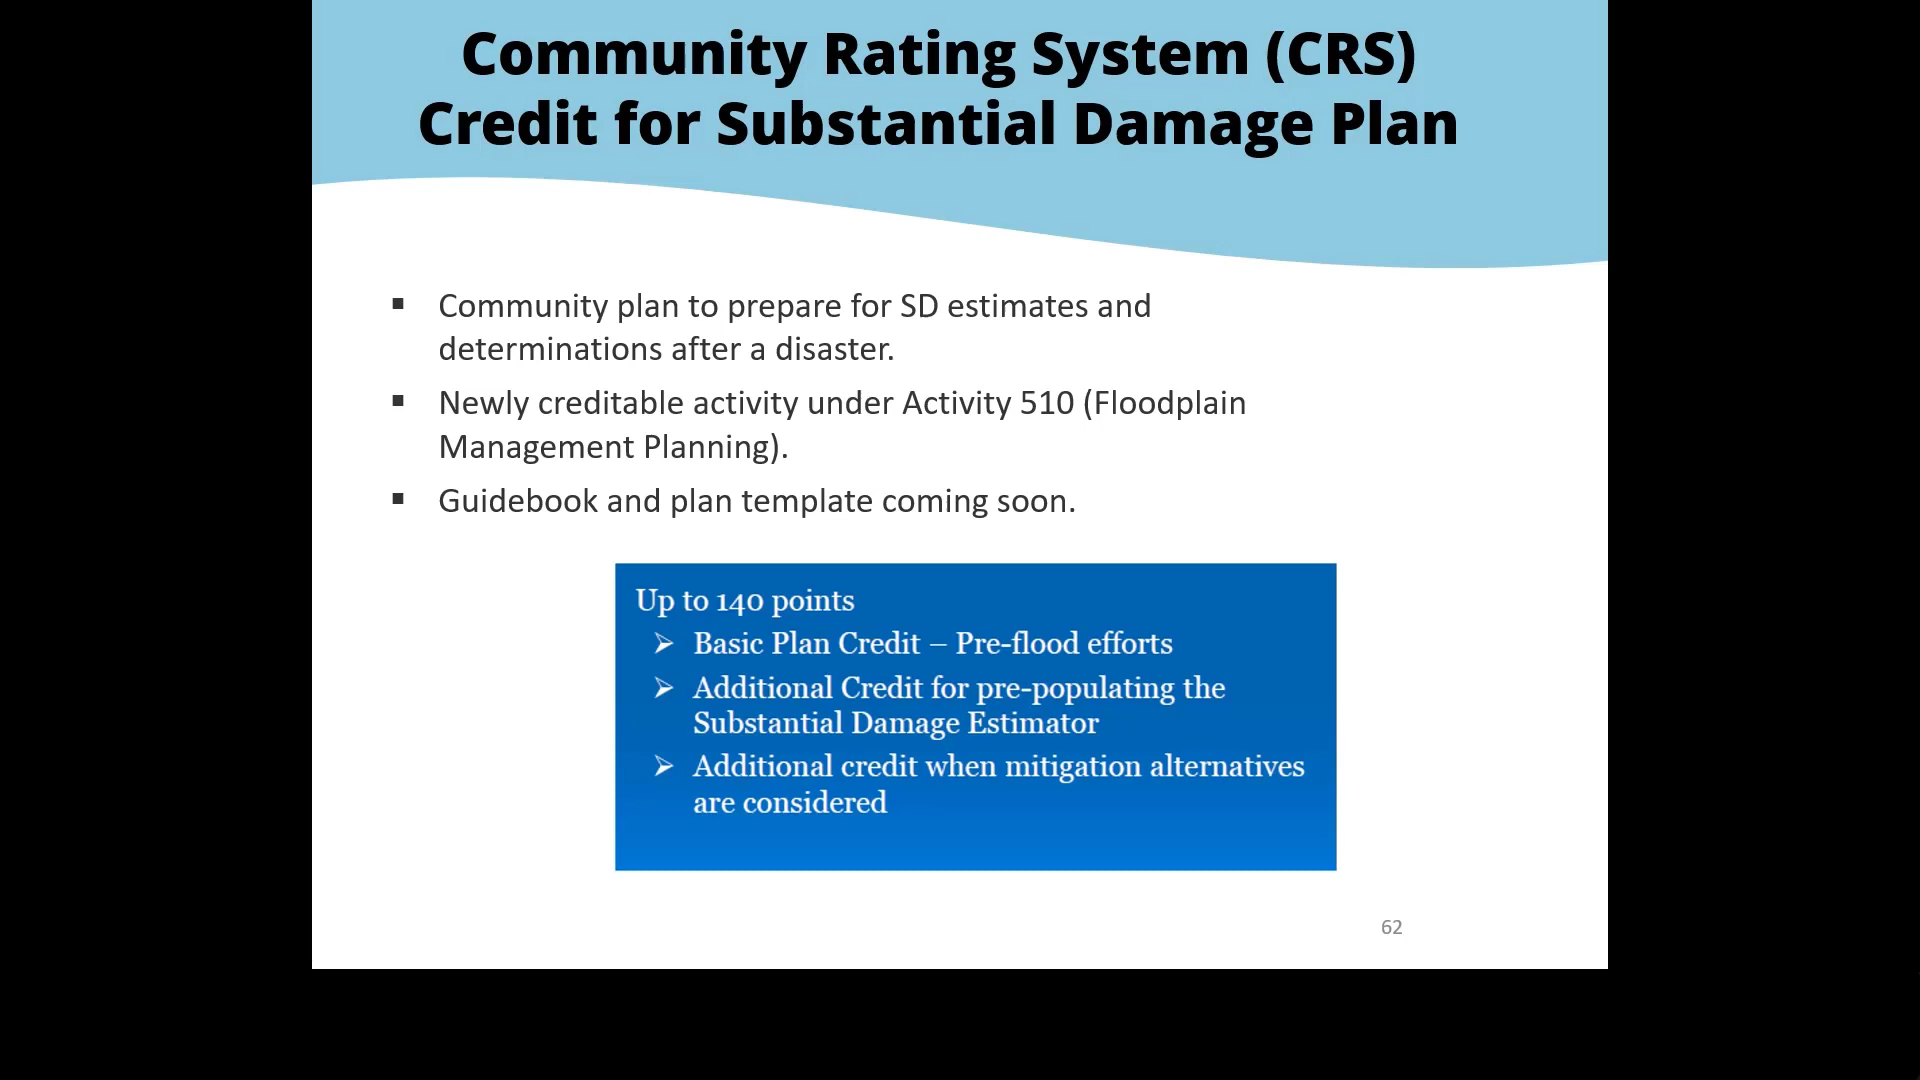 Community Rating System (CRS)
Credit for Substantial Damage Plan
▪ Community plan to prepare for SD estimates and
determinations after a disaster.
▪ Newly creditable activity under Activity 510 (Floodplain
Management Planning).
▪ Guidebook and plan template coming soon.
Up to 140 points
➢ Basic Plan Credit – Pre-flood efforts
➢ Additional Credit for pre-populating the
Substantial Damage Estimator
➢ Additional credit when mitigation alternatives
are considered
62